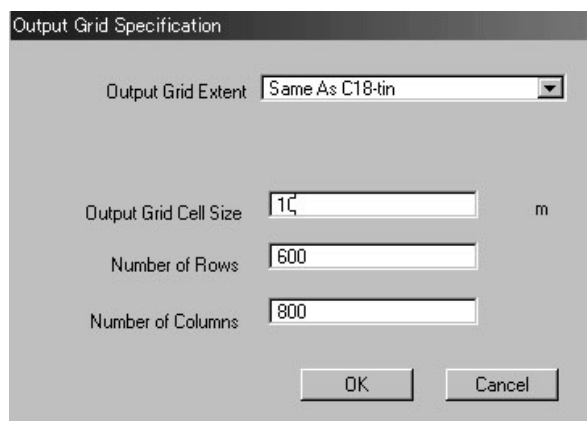 Output Grid Specification
Output Grid Extent Same As C18-tin
Output Grid Cell Size 10 m
Number of Rows 600
Number of Columns 800
OK Cancel